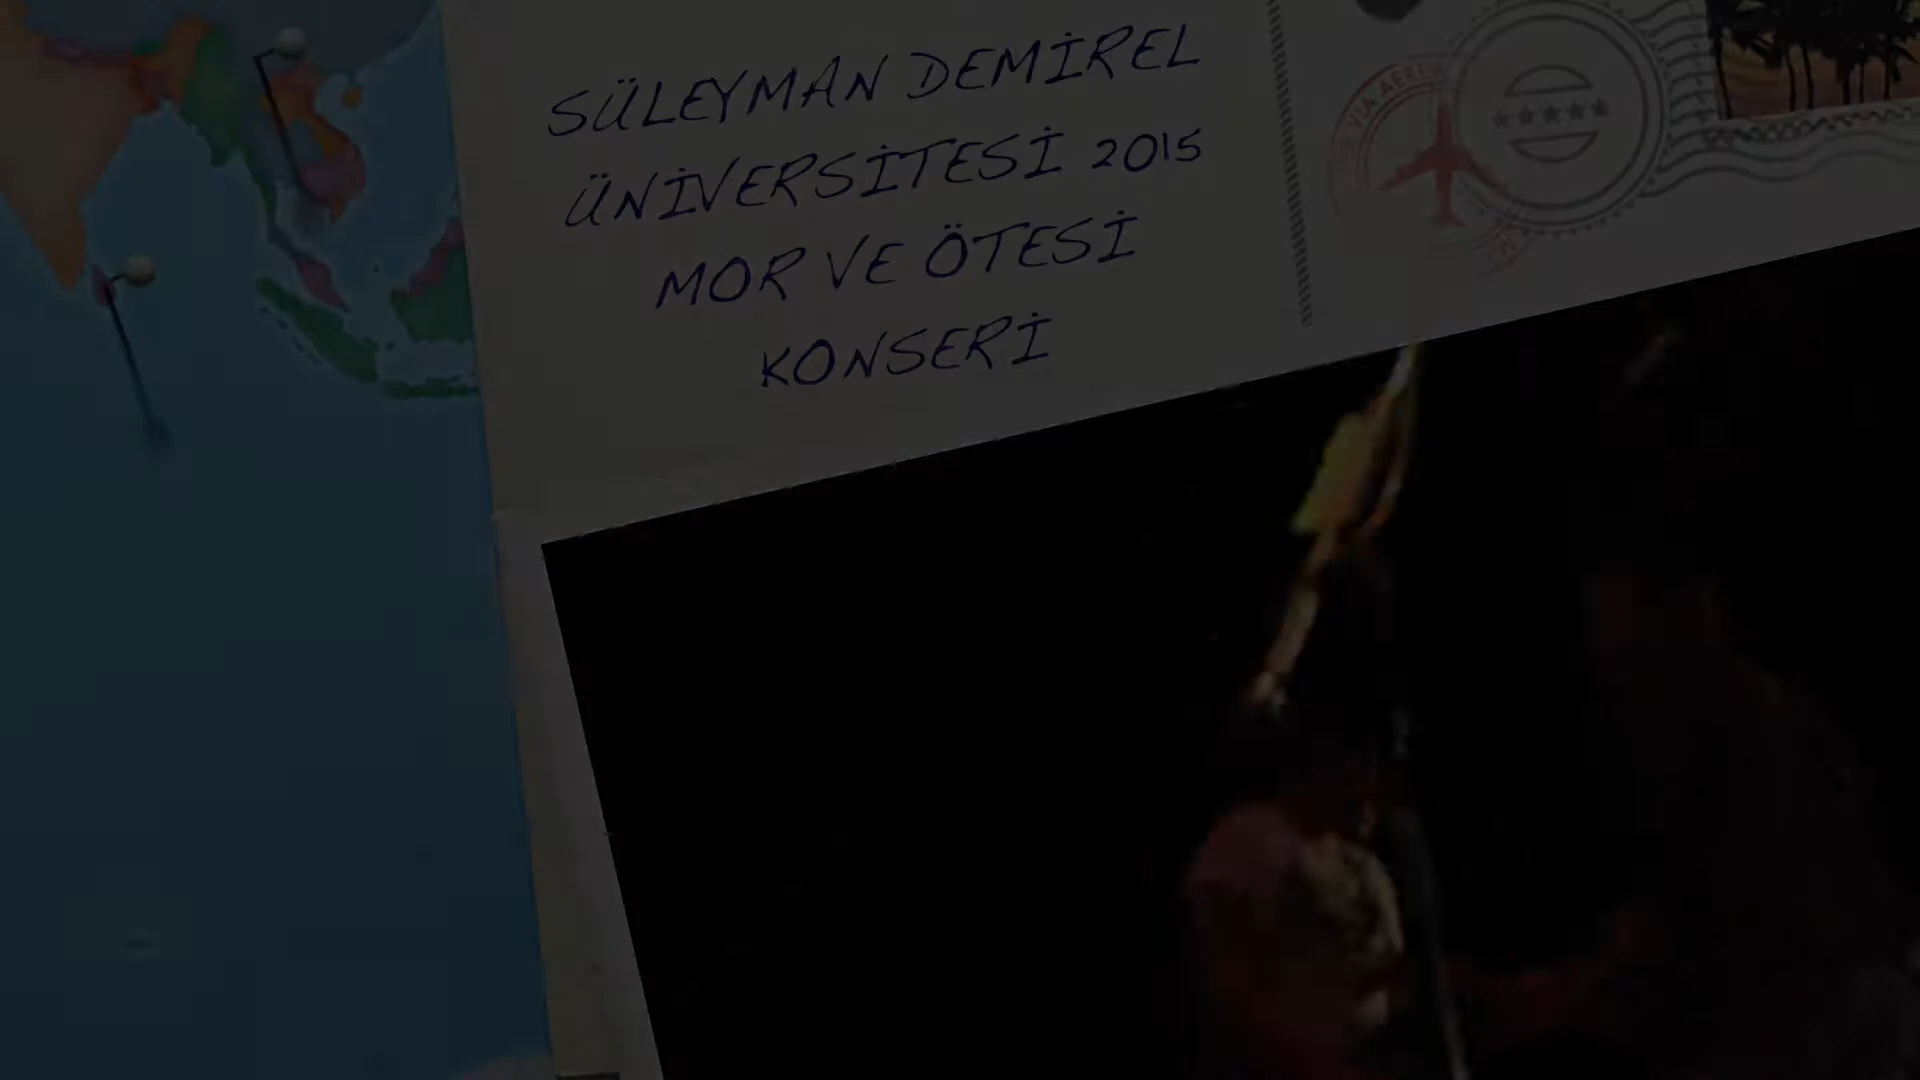 SÜLEYMAN DEMİREL
ÜNİVERSİTESİ 2015
MOR VE ÖTESİ
KONSERİ